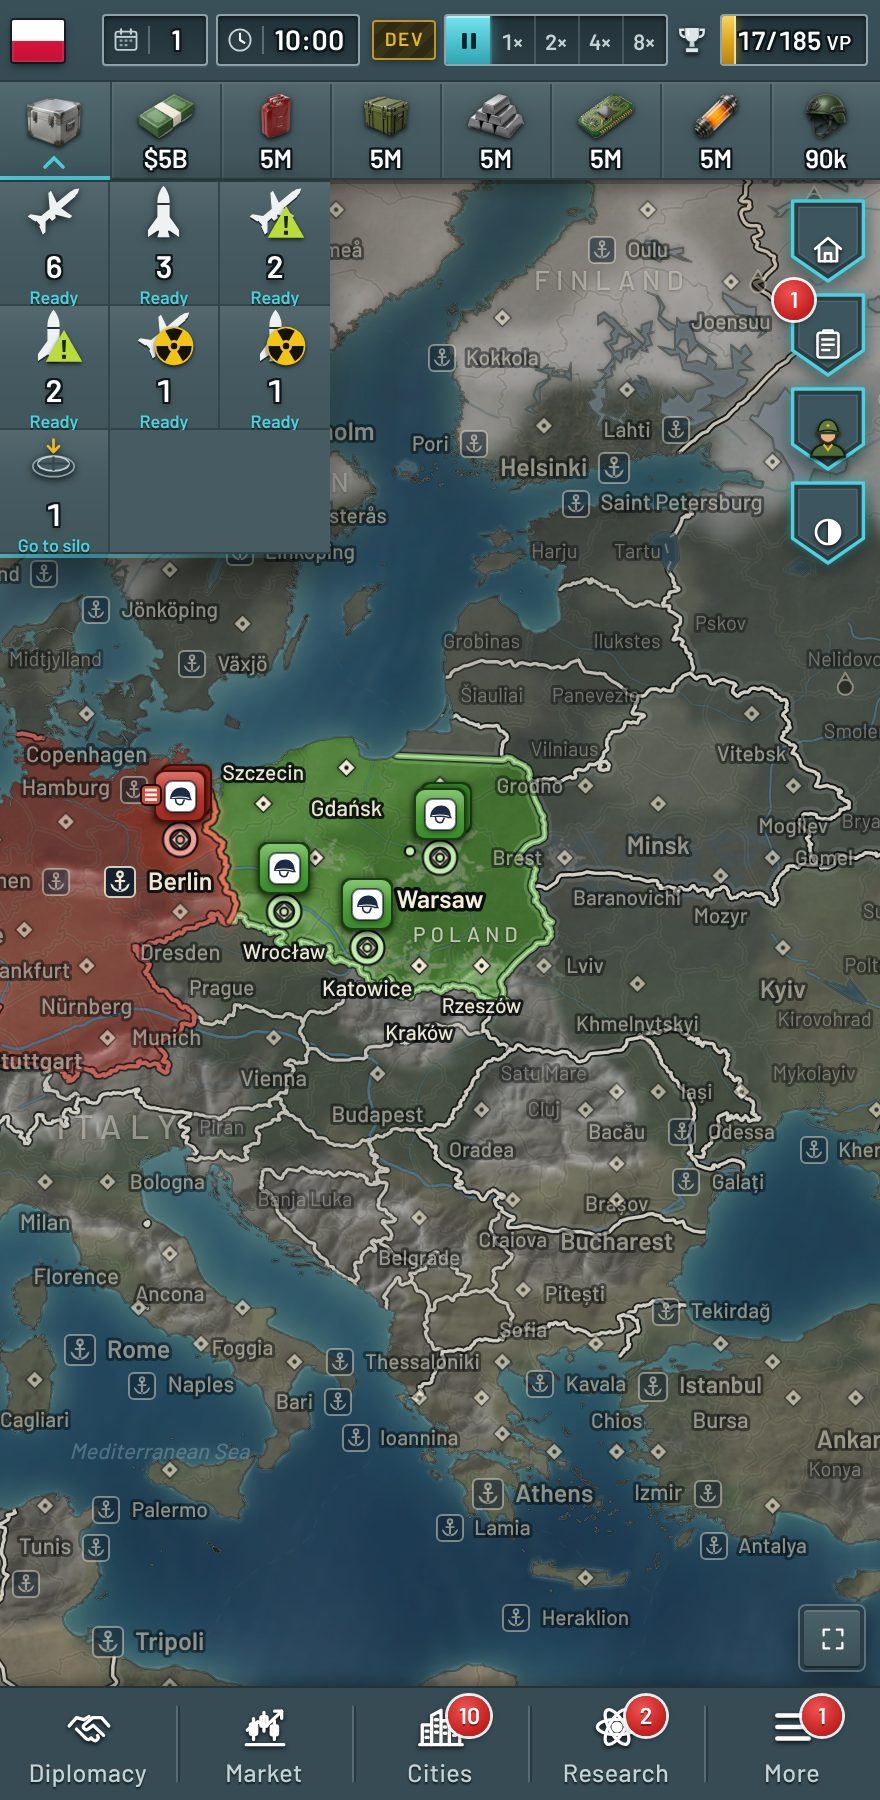 1
10:00
DEV
1×
2×
4×
8×
17/185 VP
$5B
5M
5M
5M
5M
5M
90k
6
Ready
3
Ready
2
Ready
2
Ready
1
Ready
1
Ready
1
Go to silo
1
Oulu
FINLAND
Joensuu
Kokkola
Pori
Lahti
Helsinki
Saint Petersburg
Harju
Tartu
Jönköping
Pskov
Grobinas
Ilukstes
Midtjylland
Växjö
Nelidovo
Šiauliai
Panevezio
Copenhagen
Vilniaus
Vitebsk
Hamburg
Szczecin
Grodno
Gdańsk
Mogilev
Minsk
Brest
Gomel
Berlin
Warsaw
Baranovichi
Mozyr
POLAND
Dresden
Wrocław
Lviv
Prague
Katowice
Kyiv
Nürnberg
Rzeszów
Kirovohrad
Munich
Kraków
Khmelnytskyi
Vienna
Satu Mare
Mykolayiv
Iași
Budapest
Cluj
ITALY
Piran
Bacău
Odessa
Oradea
Bologna
Galați
Banja Luka
Brașov
Milan
Craiova
Bucharest
Belgrade
Florence
Ancona
Pitești
Tekirdağ
Sofia
Rome
Foggia
Thessaloniki
Naples
Kavala
Istanbul
Bari
Cagliari
Chios
Bursa
Ioannina
Mediterranean Sea
Konya
Athens
Izmir
Palermo
Lamia
Tunis
Antalya
Heraklion
Tripoli
10
2
1
Diplomacy
Market
Cities
Research
More